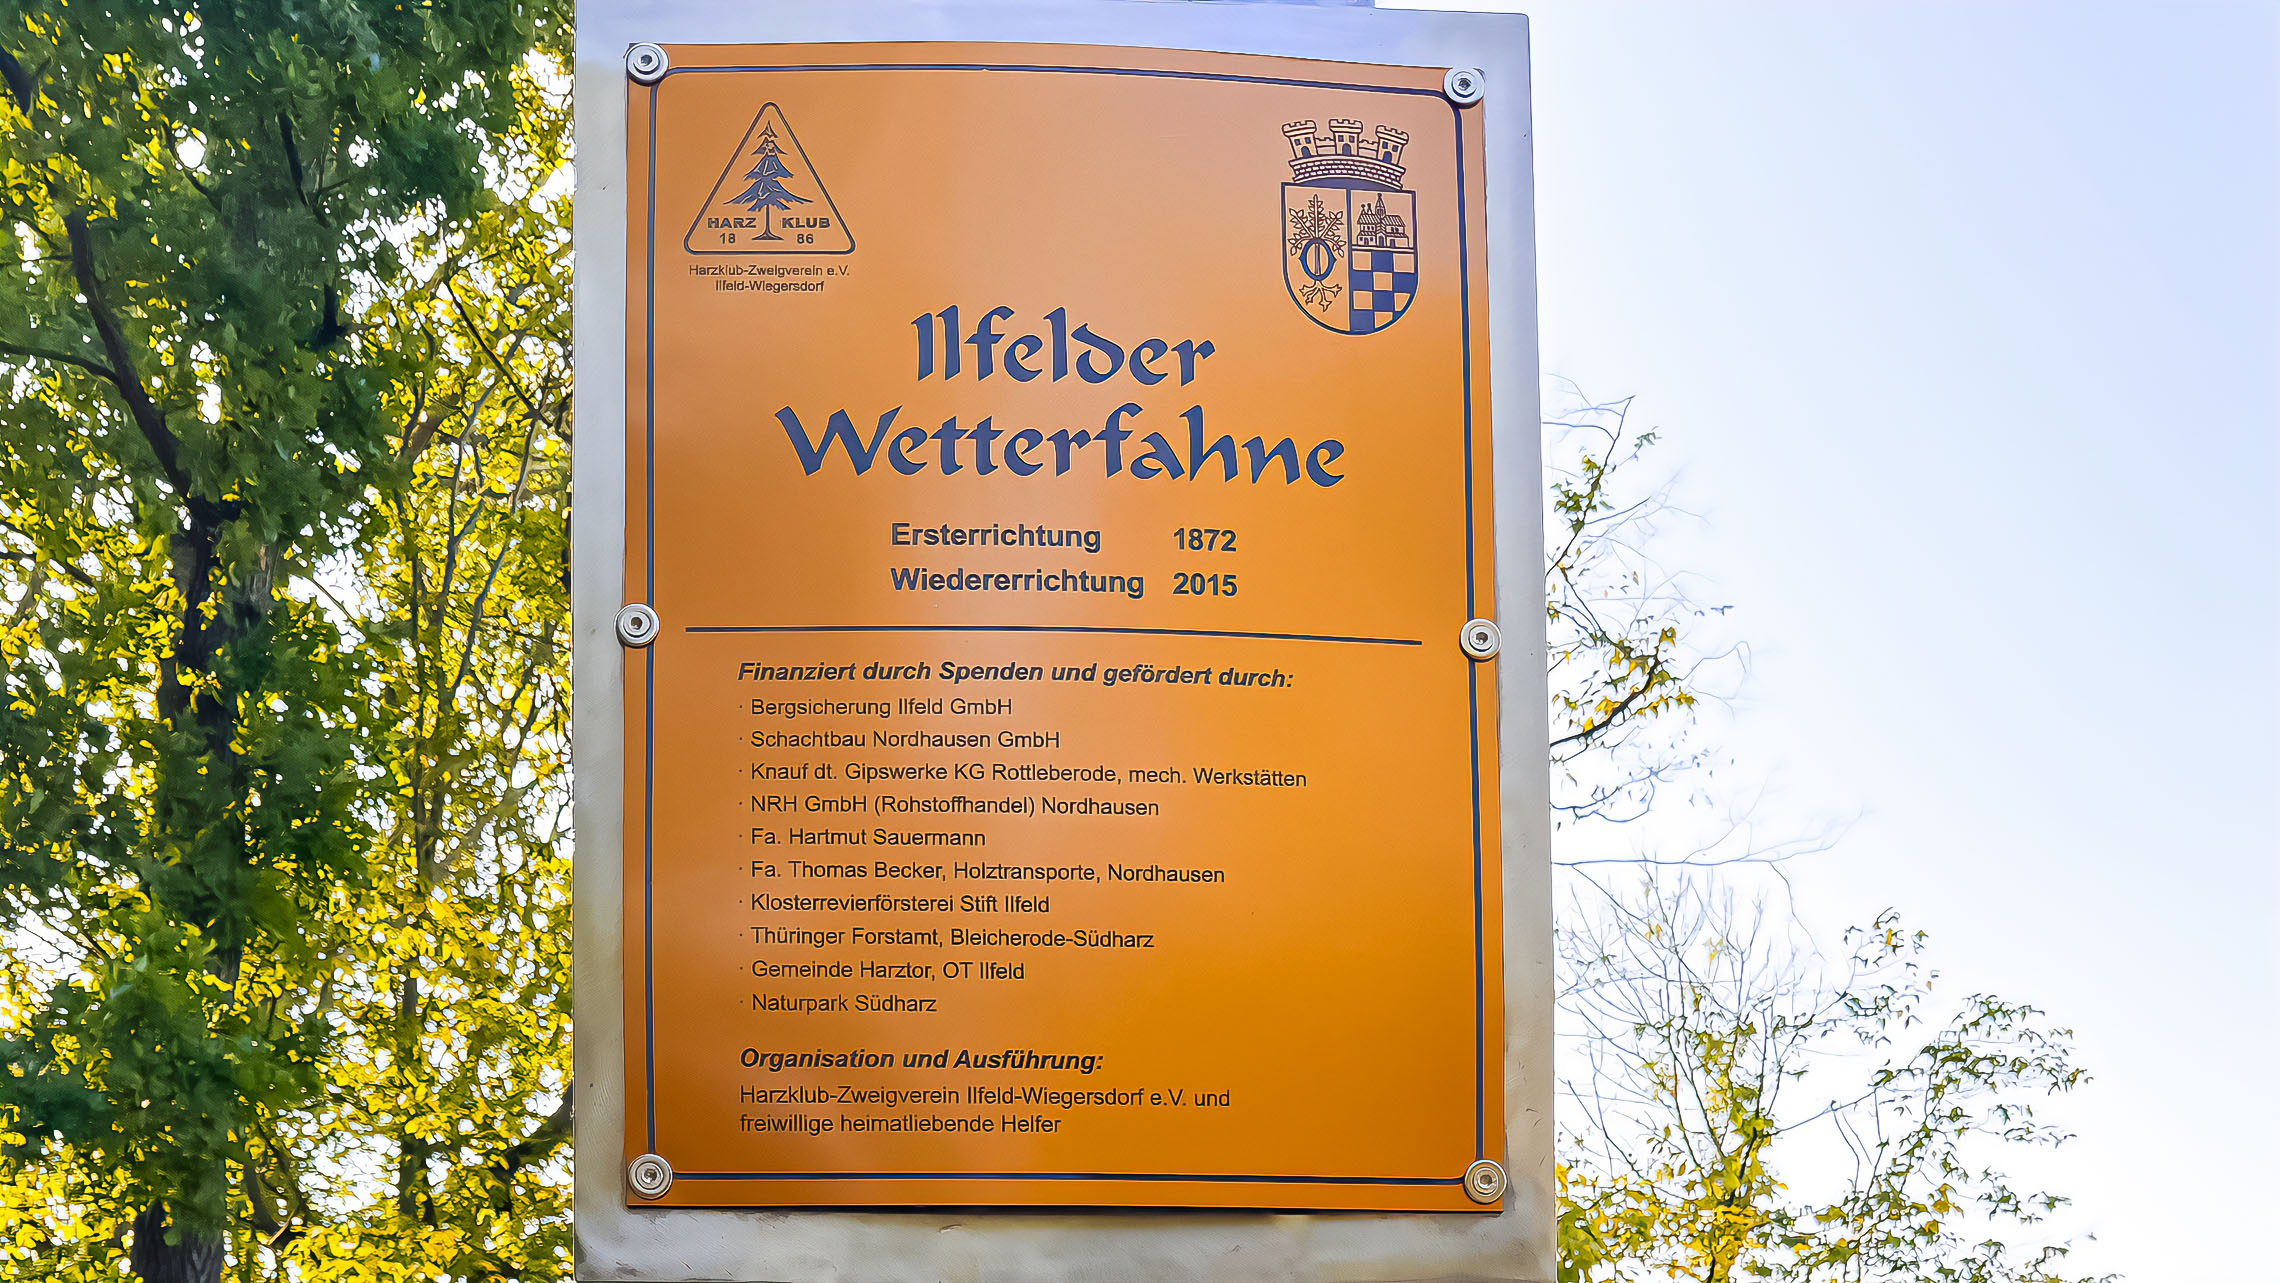 HARZ KLUB
18 86
Harzklub-Zweigverein e.V.
Ilfeld-Wiegersdorf
Ilfelder
Wetterfahne
Ersterrichtung 1872
Wiedererrichtung 2015
Finanziert durch Spenden und gefördert durch:
· Bergsicherung Ilfeld GmbH
· Schachtbau Nordhausen GmbH
· Knauf dt. Gipswerke KG Rottleberode, mech. Werkstätten
· NRH GmbH (Rohstoffhandel) Nordhausen
· Fa. Hartmut Sauermann
· Fa. Thomas Becker, Holztransporte, Nordhausen
· Klosterrevierförsterei Stift Ilfeld
· Thüringer Forstamt, Bleicherode-Südharz
· Gemeinde Harztor, OT Ilfeld
· Naturpark Südharz
Organisation und Ausführung:
Harzklub-Zweigverein Ilfeld-Wiegersdorf e.V. und
freiwillige heimatliebende Helfer